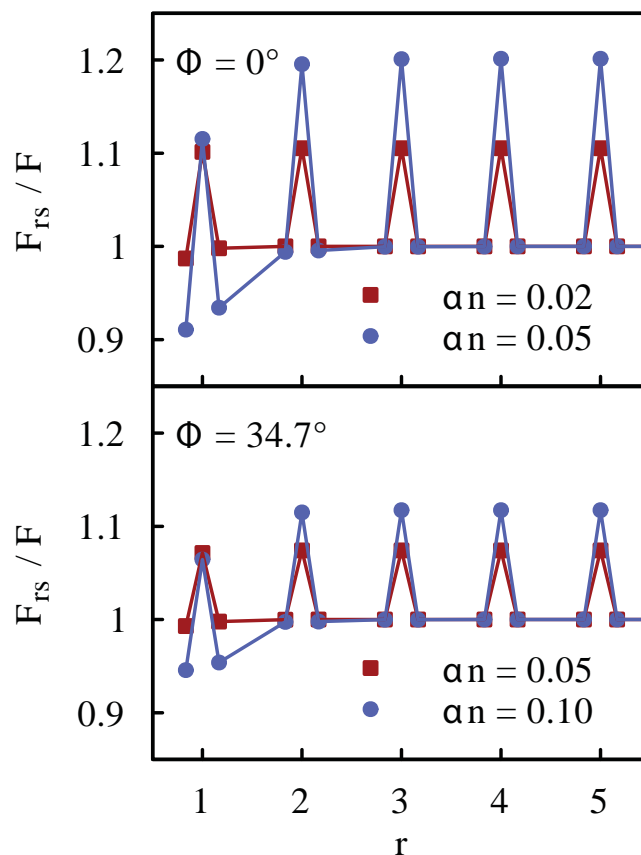 1.2
Φ = 0°
1.1
F_rs / F
1
αn = 0.02
αn = 0.05
0.9
1.2
Φ = 34.7°
1.1
F_rs / F
1
αn = 0.05
αn = 0.10
0.9
1 2 3 4 5
r